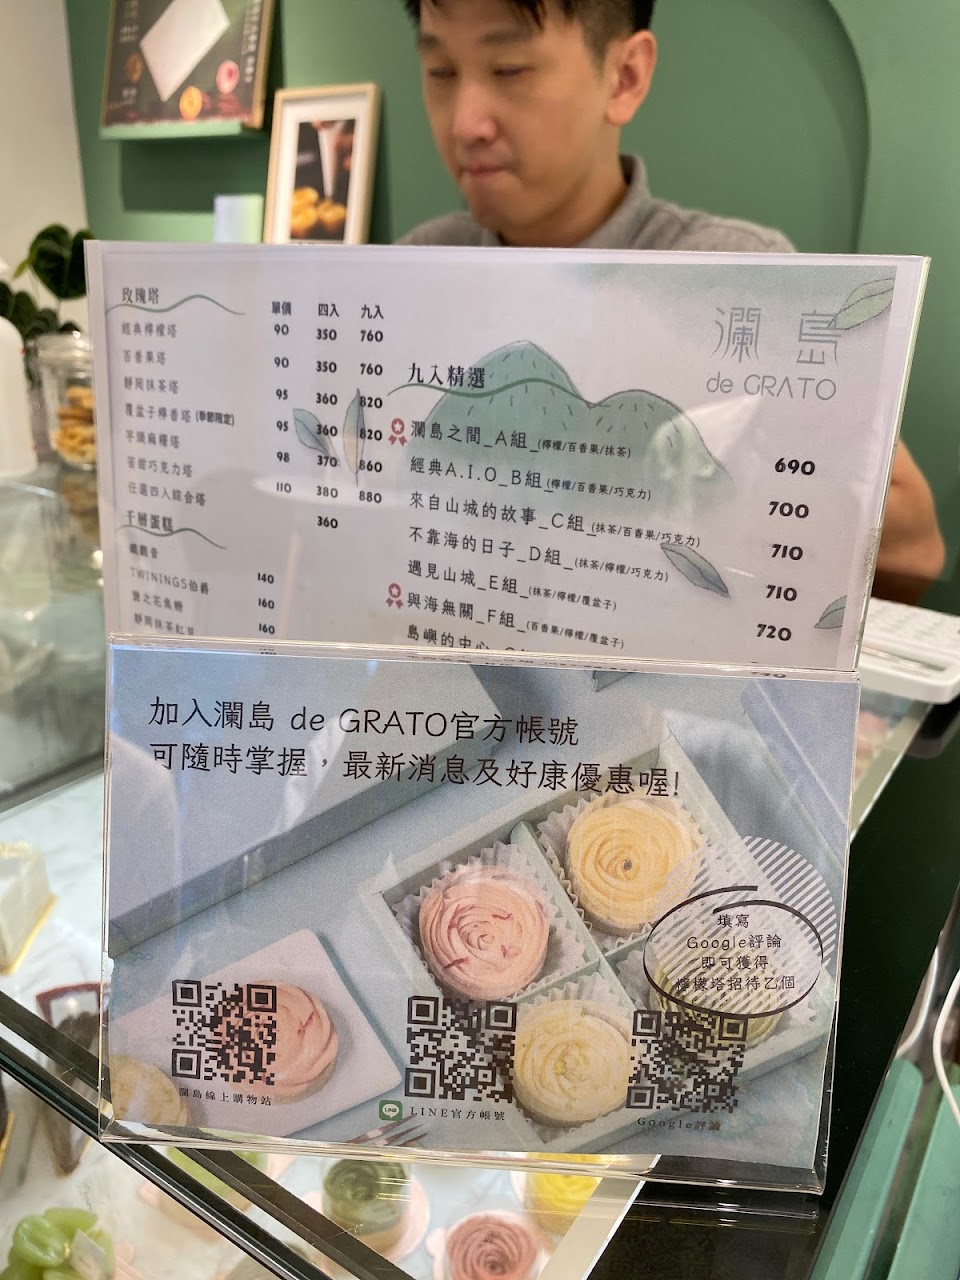 玫瑰塔
單價 四入 九入
經典檸檬塔 90 350 760
百香果塔 90 350 760
靜岡抹茶塔 95 360 820
覆盆子檸香塔(季節限定) 95 360 820
芋頭麻糬塔 98 370 860
苦甜巧克力塔 110 380 880
任選四入綜合塔 360
千層蛋糕
鐵觀音 140
TWININGS伯爵 160
鹽之花焦糖 160
瀾島
de GRATO
九入精選
瀾島之間_A組_(檸檬/百香果/抹茶) 690
經典A.I.O_B組_(檸檬/百香果/巧克力) 700
來自山城的故事_C組_(抹茶/百香果/巧克力) 710
不靠海的日子_D組_(抹茶/檸檬/巧克力) 710
遇見山城_E組_(抹茶/檸檬/覆盆子) 720
與海無關_F組_(百香果/檸檬/覆盆子)
島嶼的中心
加入瀾島 de GRATO官方帳號
可隨時掌握，最新消息及好康優惠喔!
填寫
Google評論
即可獲得
檸檬塔招待乙個
瀾島線上購物站
LINE
LINE官方帳號
Google評論